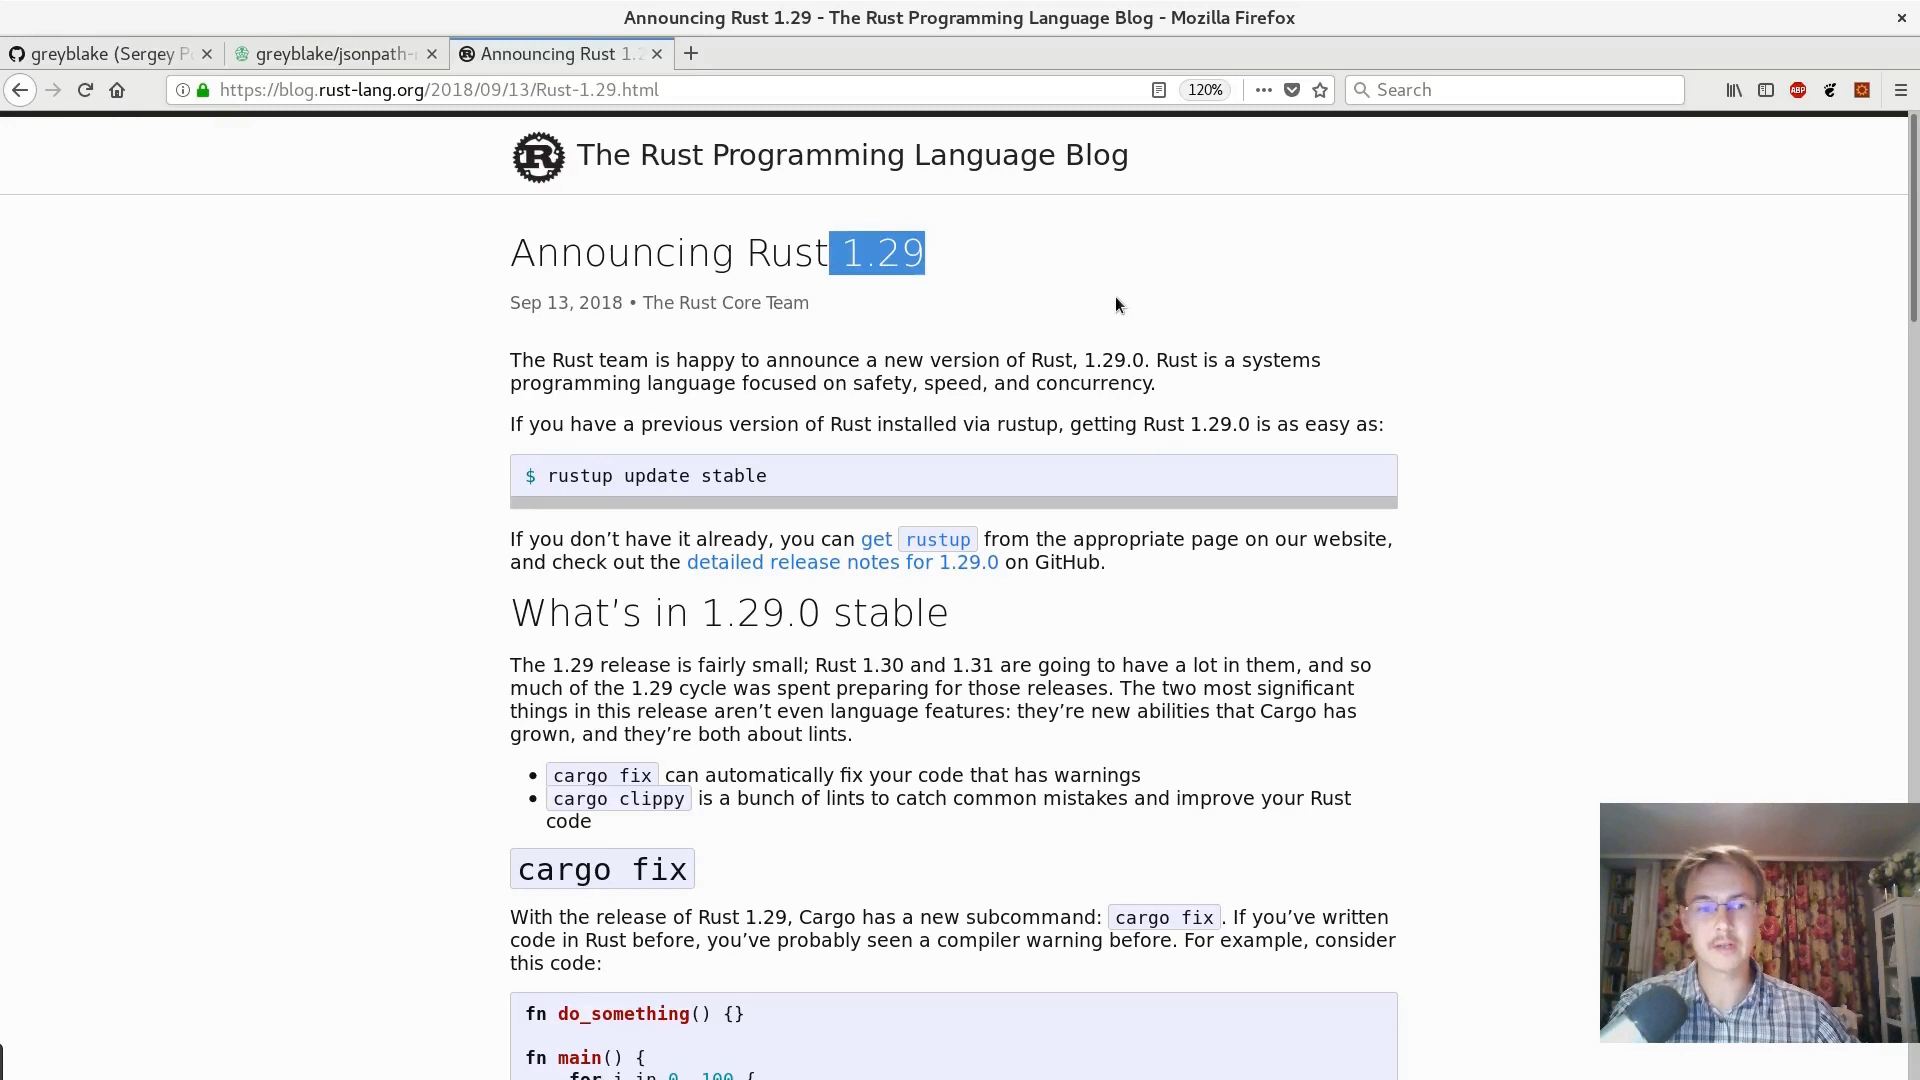 Announcing Rust 1.29 - The Rust Programming Language Blog - Mozilla Firefox
greyblake (Sergey P
greyblake/jsonpath-
Announcing Rust 1.2
https://blog.rust-lang.org/2018/09/13/Rust-1.29.html
120%
Search
ABP
The Rust Programming Language Blog
Announcing Rust 1.29
Sep 13, 2018 • The Rust Core Team
The Rust team is happy to announce a new version of Rust, 1.29.0. Rust is a systems
programming language focused on safety, speed, and concurrency.
If you have a previous version of Rust installed via rustup, getting Rust 1.29.0 is as easy as:
$ rustup update stable
If you don’t have it already, you can get rustup from the appropriate page on our website,
and check out the detailed release notes for 1.29.0 on GitHub.
What’s in 1.29.0 stable
The 1.29 release is fairly small; Rust 1.30 and 1.31 are going to have a lot in them, and so
much of the 1.29 cycle was spent preparing for those releases. The two most significant
things in this release aren’t even language features: they’re new abilities that Cargo has
grown, and they’re both about lints.
• cargo fix can automatically fix your code that has warnings
• cargo clippy is a bunch of lints to catch common mistakes and improve your Rust
code
cargo fix
With the release of Rust 1.29, Cargo has a new subcommand: cargo fix. If you’ve written
code in Rust before, you’ve probably seen a compiler warning before. For example, consider
this code:
fn do_something() {}
fn main() {
for i in 0..100 {